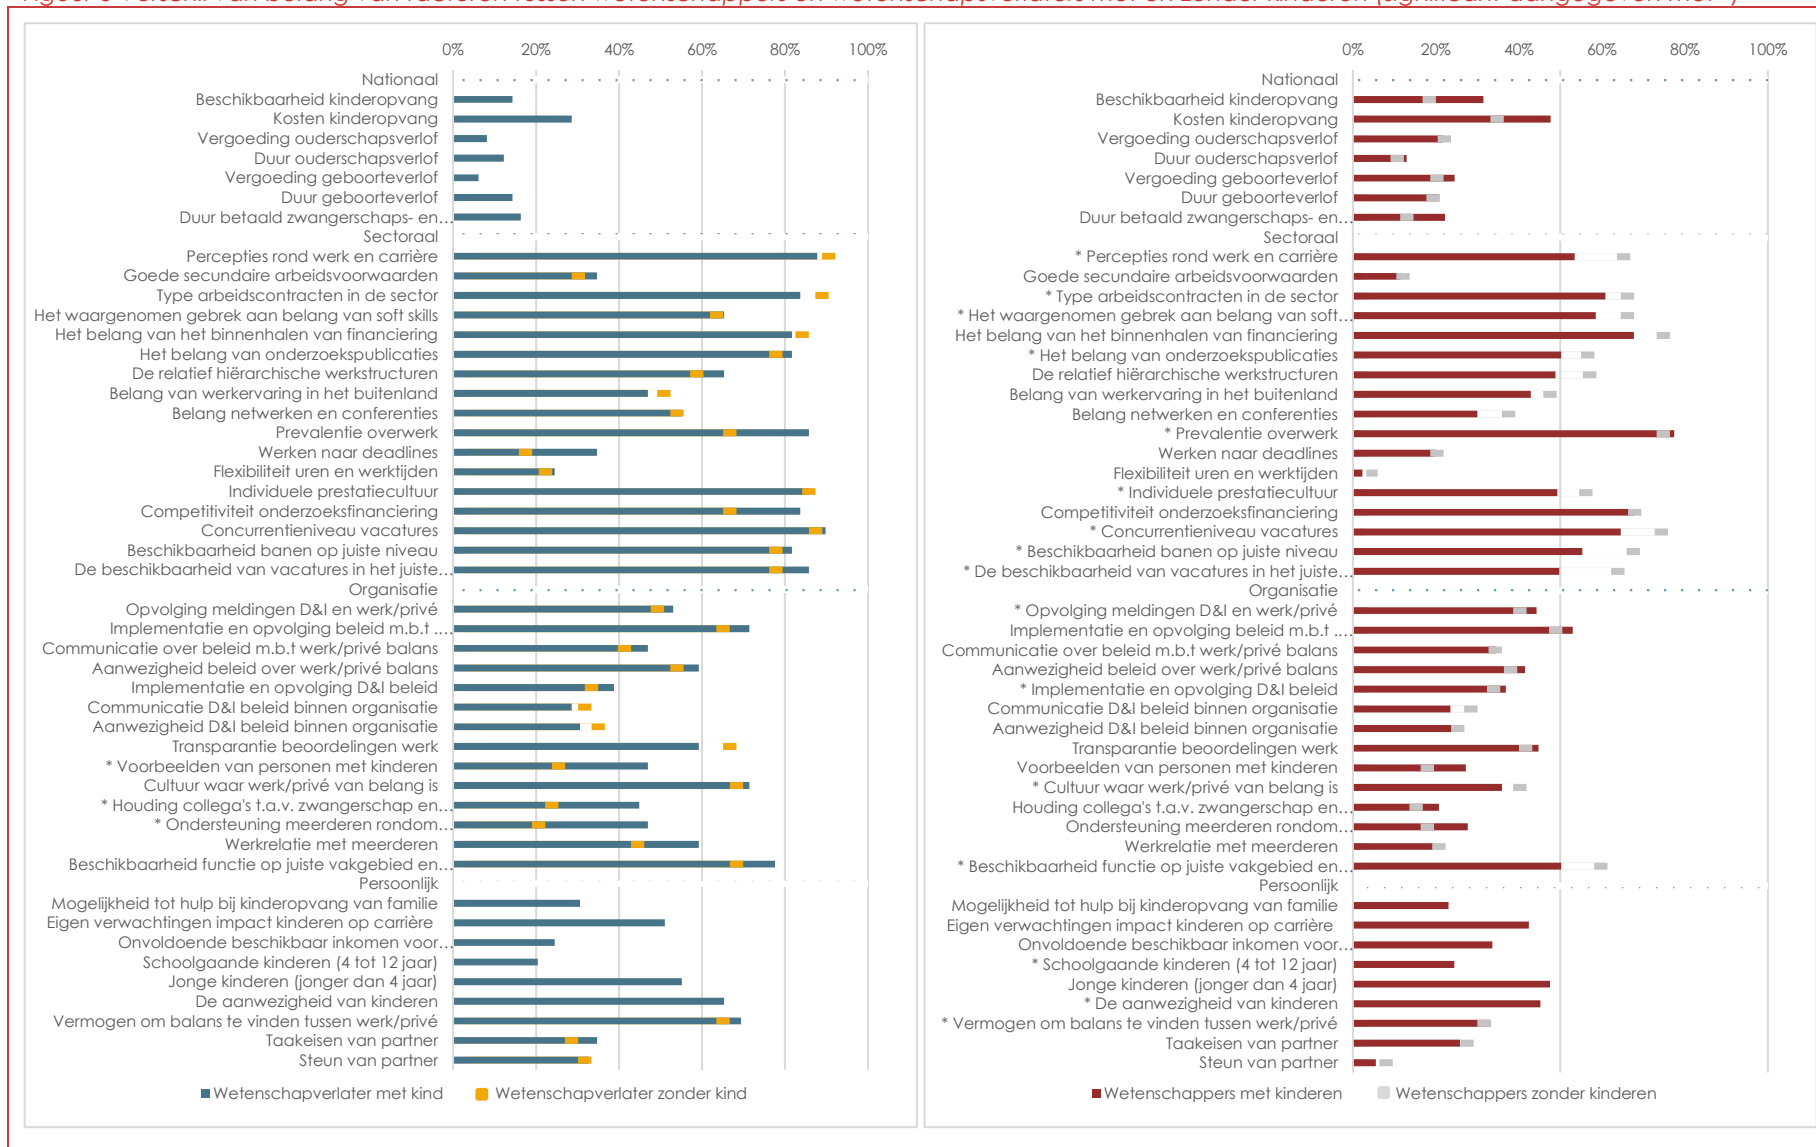 0% 20% 40% 60% 80% 100%
Nationaal
Beschikbaarheid kinderopvang
Kosten kinderopvang
Vergoeding ouderschapsverlof
Duur ouderschapsverlof
Vergoeding geboorteverlof
Duur geboorteverlof
Duur betaald zwangerschaps- en...
Sectoraal
Percepties rond werk en carrière
Goede secundaire arbeidsvoorwaarden
Type arbeidscontracten in de sector
Het waargenomen gebrek aan belang van soft skills
Het belang van het binnenhalen van financiering
Het belang van onderzoekspublicaties
De relatief hiërarchische werkstructuren
Belang van werkervaring in het buitenland
Belang netwerken en conferenties
Prevalentie overwerk
Werken naar deadlines
Flexibiliteit uren en werktijden
Individuele prestatiecultuur
Competitiviteit onderzoeksfinanciering
Concurrentieniveau vacatures
Beschikbaarheid banen op juiste niveau
De beschikbaarheid van vacatures in het juiste...
Organisatie
Opvolging meldingen D&I en werk/privé
Implementatie en opvolging beleid m.b.t ....
Communicatie over beleid m.b.t werk/privé balans
Aanwezigheid beleid over werk/privé balans
Implementatie en opvolging D&I beleid
Communicatie D&I beleid binnen organisatie
Aanwezigheid D&I beleid binnen organisatie
Transparantie beoordelingen werk
* Voorbeelden van personen met kinderen
Cultuur waar werk/privé van belang is
* Houding collega's t.a.v. zwangerschap en...
* Ondersteuning meerderen rondom...
Werkrelatie met meerderen
Beschikbaarheid functie op juiste vakgebied en...
Persoonlijk
Mogelijkheid tot hulp bij kinderopvang van familie
Eigen verwachtingen impact kinderen op carrière
Onvoldoende beschikbaar inkomen voor...
Schoolgaande kinderen (4 tot 12 jaar)
Jonge kinderen (jonger dan 4 jaar)
De aanwezigheid van kinderen
Vermogen om balans te vinden tussen werk/privé
Taakeisen van partner
Steun van partner
Wetenschapverlater met kind Wetenschapverlater zonder kind
0% 20% 40% 60% 80% 100%
Nationaal
Beschikbaarheid kinderopvang
Kosten kinderopvang
Vergoeding ouderschapsverlof
Duur ouderschapsverlof
Vergoeding geboorteverlof
Duur geboorteverlof
Duur betaald zwangerschaps- en...
Sectoraal
* Percepties rond werk en carrière
Goede secundaire arbeidsvoorwaarden
* Type arbeidscontracten in de sector
* Het waargenomen gebrek aan belang van soft...
Het belang van het binnenhalen van financiering
* Het belang van onderzoekspublicaties
De relatief hiërarchische werkstructuren
Belang van werkervaring in het buitenland
Belang netwerken en conferenties
* Prevalentie overwerk
Werken naar deadlines
Flexibiliteit uren en werktijden
* Individuele prestatiecultuur
Competitiviteit onderzoeksfinanciering
* Concurrentieniveau vacatures
* Beschikbaarheid banen op juiste niveau
* De beschikbaarheid van vacatures in het juiste...
Organisatie
* Opvolging meldingen D&I en werk/privé
Implementatie en opvolging beleid m.b.t ....
Communicatie over beleid m.b.t werk/privé balans
Aanwezigheid beleid over werk/privé balans
* Implementatie en opvolging D&I beleid
Communicatie D&I beleid binnen organisatie
Aanwezigheid D&I beleid binnen organisatie
Transparantie beoordelingen werk
Voorbeelden van personen met kinderen
* Cultuur waar werk/privé van belang is
Houding collega's t.a.v. zwangerschap en...
Ondersteuning meerderen rondom...
Werkrelatie met meerderen
* Beschikbaarheid functie op juiste vakgebied en...
Persoonlijk
Mogelijkheid tot hulp bij kinderopvang van familie
Eigen verwachtingen impact kinderen op carrière
Onvoldoende beschikbaar inkomen voor...
* Schoolgaande kinderen (4 tot 12 jaar)
Jonge kinderen (jonger dan 4 jaar)
* De aanwezigheid van kinderen
* Vermogen om balans te vinden tussen werk/privé
Taakeisen van partner
Steun van partner
Wetenschappers met kinderen Wetenschappers zonder kinderen